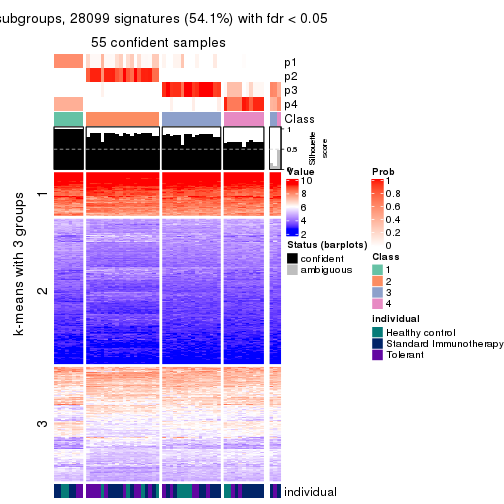 subgroups, 28099 signatures (54.1%) with fdr < 0.05
55 confident samples
p1
p2
p3
p4
Class
1
0.5
0
Silhouette
score
k-means with 3 groups
1
2
3
individual
Value
10
8
6
4
2
Status (barplots)
confident
ambiguous
Prob
1
0.8
0.6
0.4
0.2
0
Class
1
2
3
4
individual
Healthy control
Standard Immunotherapy
Tolerant